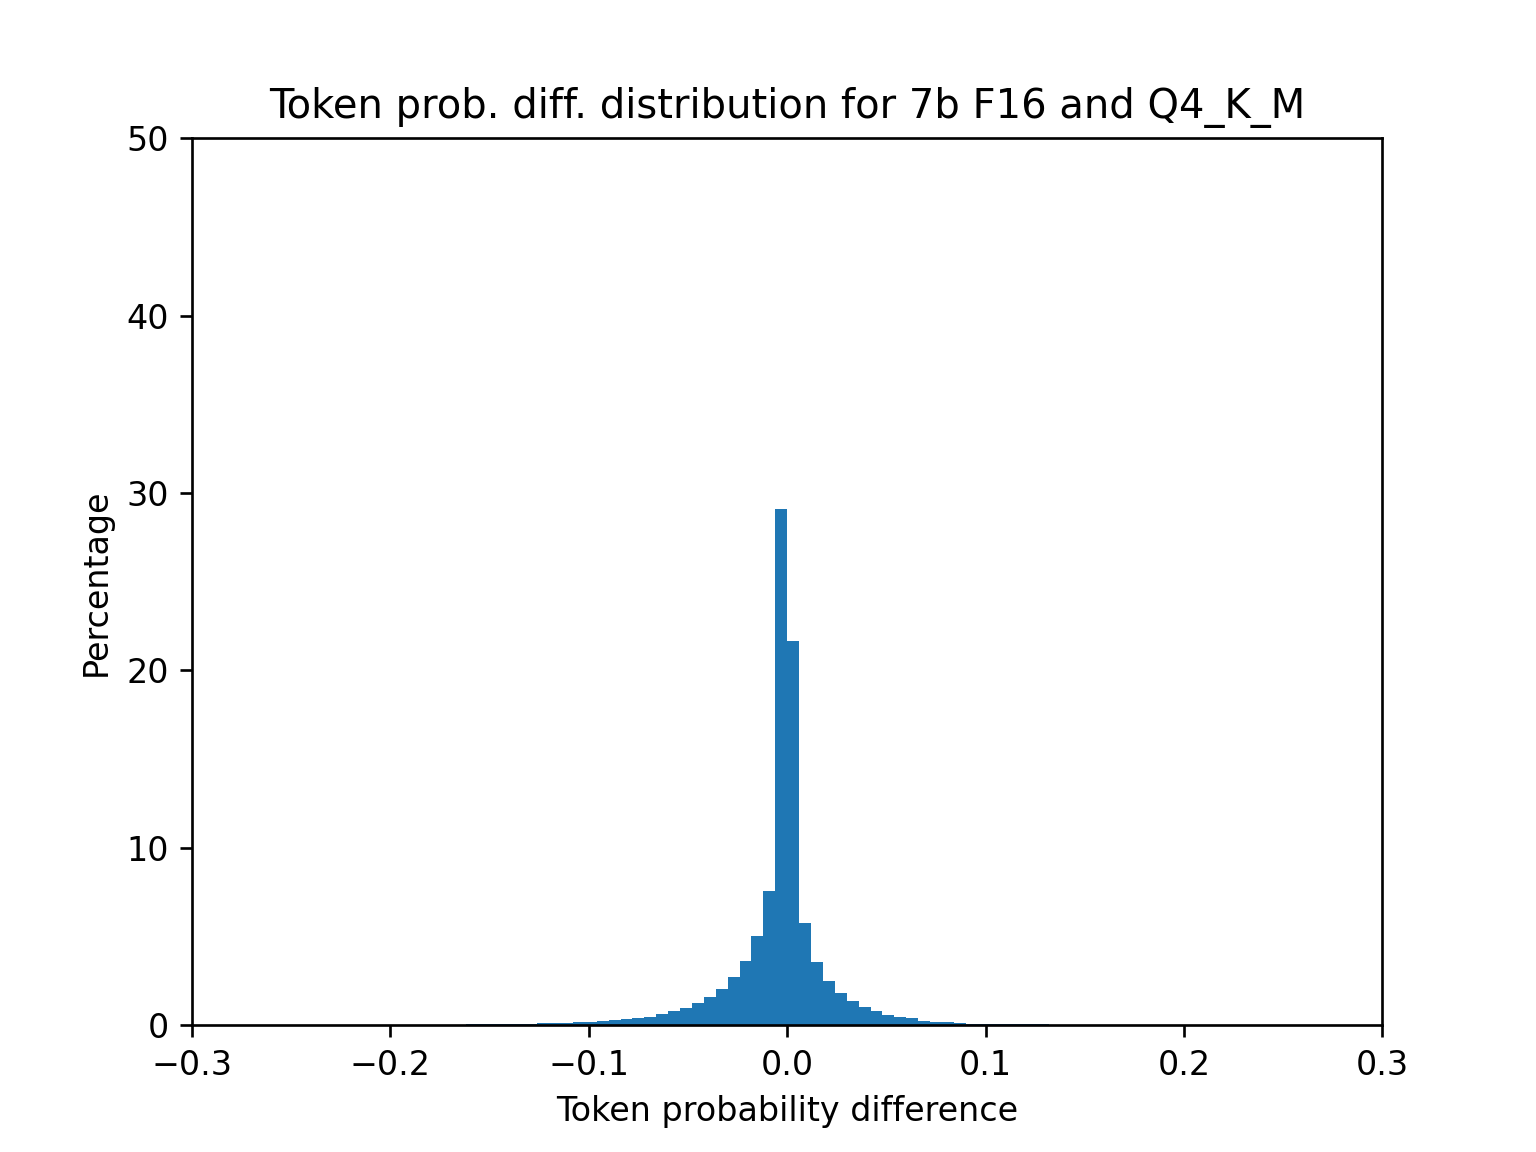 Token prob. diff. distribution for 7b F16 and Q4_K_M
50
40
30
20
10
0
Percentage
−0.3 −0.2 −0.1 0.0 0.1 0.2 0.3
Token probability difference